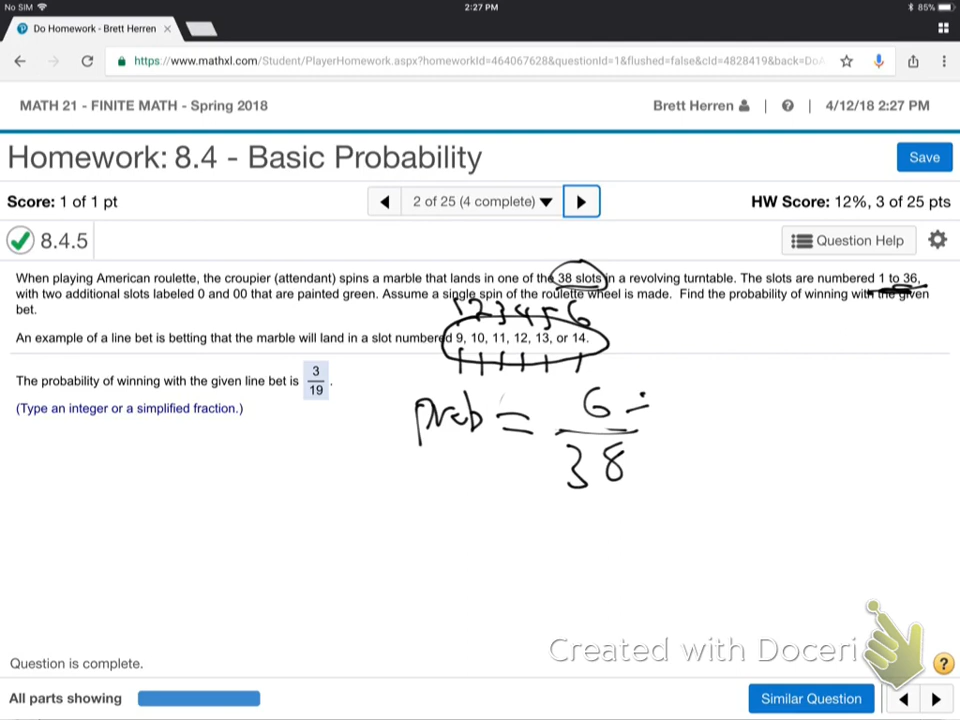 No SIM 2:27 PM 85%
Do Homework - Brett Herren ×
https://www.mathxl.com/Student/PlayerHomework.aspx?homeworkId=464067628&questionId=1&flushed=false&cId=4828419&back=DoA
MATH 21 - FINITE MATH - Spring 2018 Brett Herren | ? | 4/12/18 2:27 PM
Homework: 8.4 - Basic Probability Save
Score: 1 of 1 pt 2 of 25 (4 complete) HW Score: 12%, 3 of 25 pts
8.4.5 Question Help
When playing American roulette, the croupier (attendant) spins a marble that lands in one of the 38 slots in a revolving turntable. The slots are numbered 1 to 36,
with two additional slots labeled 0 and 00 that are painted green. Assume a single spin of the roulette wheel is made. Find the probability of winning with the given
bet.
1 2 3 4 5 6
An example of a line bet is betting that the marble will land in a slot numbered 9, 10, 11, 12, 13, or 14.
The probability of winning with the given line bet is 3/19.
(Type an integer or a simplified fraction.)
prob = 6 ÷
38
Created with Doceri
Question is complete.
?
All parts showing Similar Question